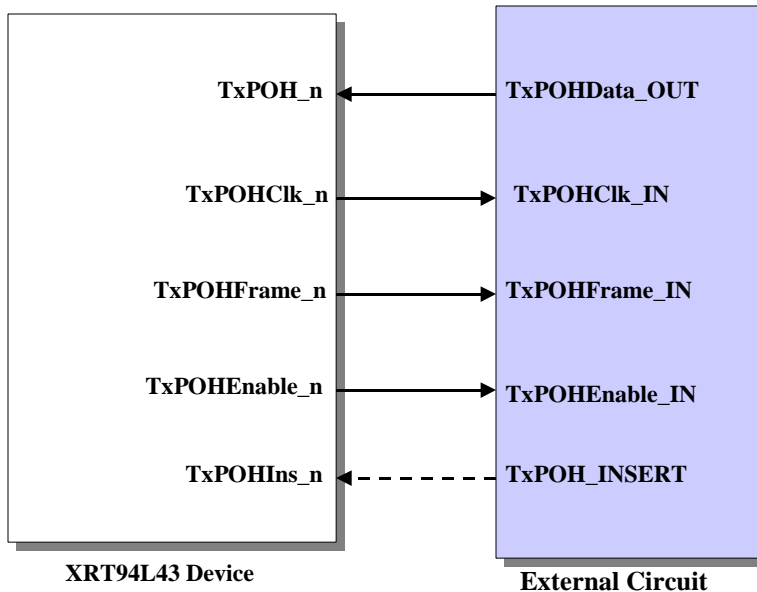 TxPOH_n
TxPOHData_OUT
TxPOHClk_n
TxPOHClk_IN
TxPOHFrame_n
TxPOHFrame_IN
TxPOHEnable_n
TxPOHEnable_IN
TxPOHIns_n
TxPOH_INSERT
XRT94L43 Device
External Circuit